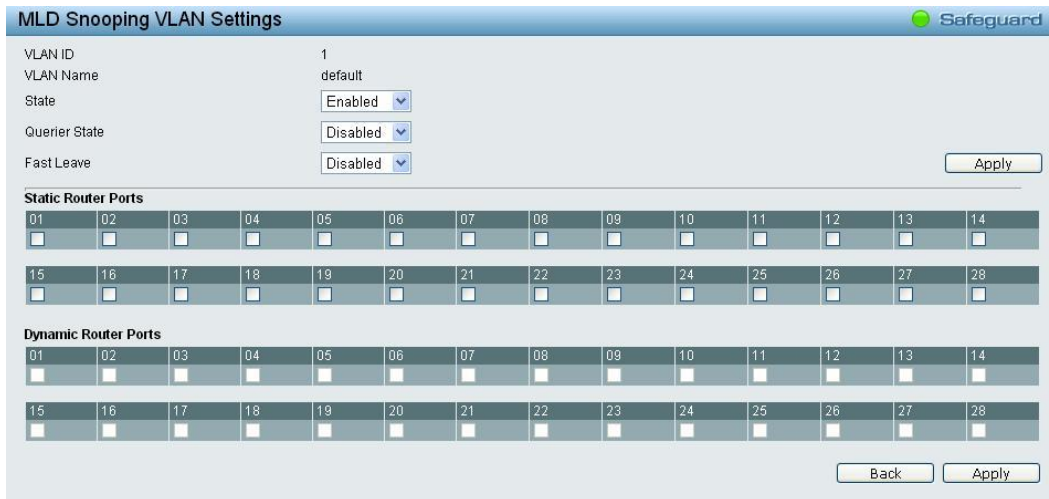 MLD Snooping VLAN Settings Safeguard
VLAN ID 1
VLAN Name default
State Enabled
Querier State Disabled
Fast Leave Disabled Apply
Static Router Ports
01 02 03 04 05 06 07 08 09 10 11 12 13 14
15 16 17 18 19 20 21 22 23 24 25 26 27 28
Dynamic Router Ports
01 02 03 04 05 06 07 08 09 10 11 12 13 14
15 16 17 18 19 20 21 22 23 24 25 26 27 28
Back Apply